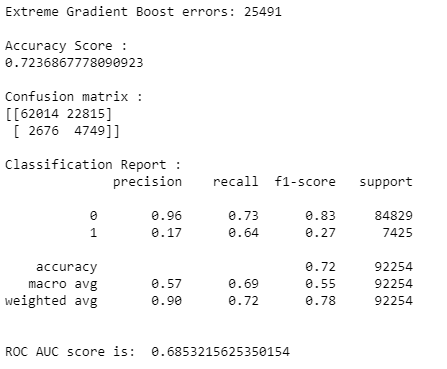 Extreme Gradient Boost errors: 25491
Accuracy Score :
0.7236867778090923
Confusion matrix :
[[62014 22815]
[ 2676 4749]]
Classification Report :
precision recall f1-score support
0 0.96 0.73 0.83 84829
1 0.17 0.64 0.27 7425
accuracy 0.72 92254
macro avg 0.57 0.69 0.55 92254
weighted avg 0.90 0.72 0.78 92254
ROC AUC score is: 0.6853215625350154